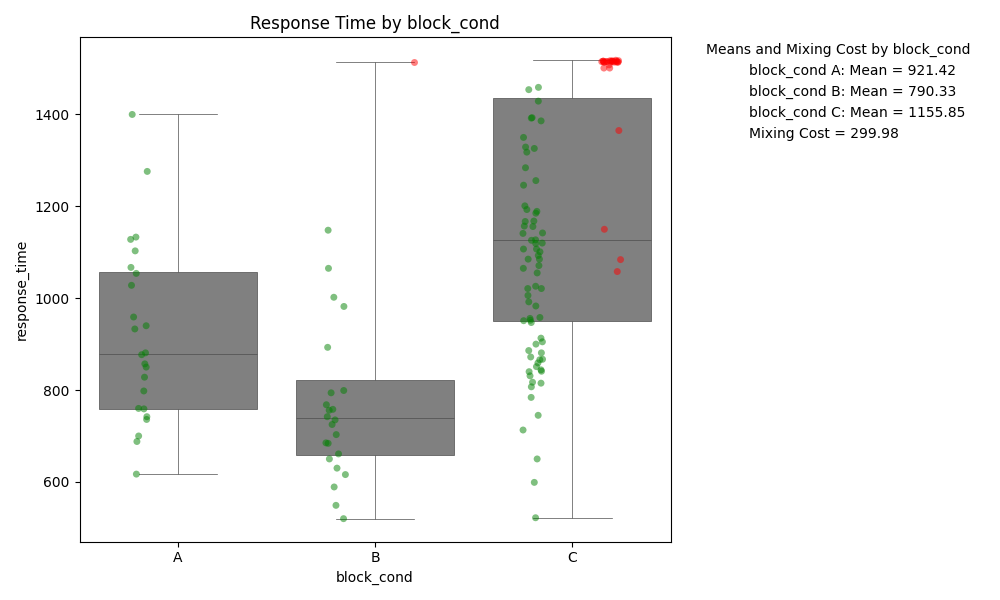 Response Time by block_cond
Means and Mixing Cost by block_cond
block_cond A: Mean = 921.42
block_cond B: Mean = 790.33
block_cond C: Mean = 1155.85
Mixing Cost = 299.98
response_time
1400
1200
1000
800
600
A
B
C
block_cond